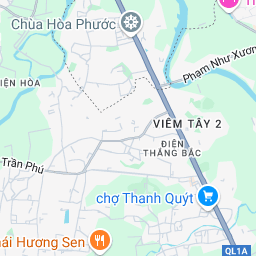 Chùa Hòa Phước
Phạm Như Xương
IỆN HÒA
VIÊM TÂY 2
ĐIỆN
THẮNG BẮC
Trần Phú
chợ Thanh Quýt
ái Hương Sen
QL1A